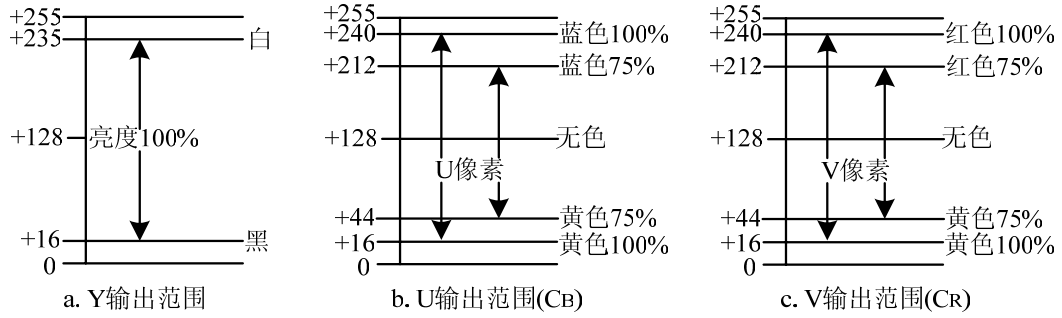 +255
+235
白
+128
亮度100%
+16
黑
0
a. Y输出范围
+255
+240
蓝色100%
+212
蓝色75%
+128
无色
U像素
+44
黄色75%
+16
黄色100%
0
b. U输出范围(CB)
+255
+240
红色100%
+212
红色75%
+128
无色
V像素
+44
黄色75%
+16
黄色100%
0
c. V输出范围(CR)